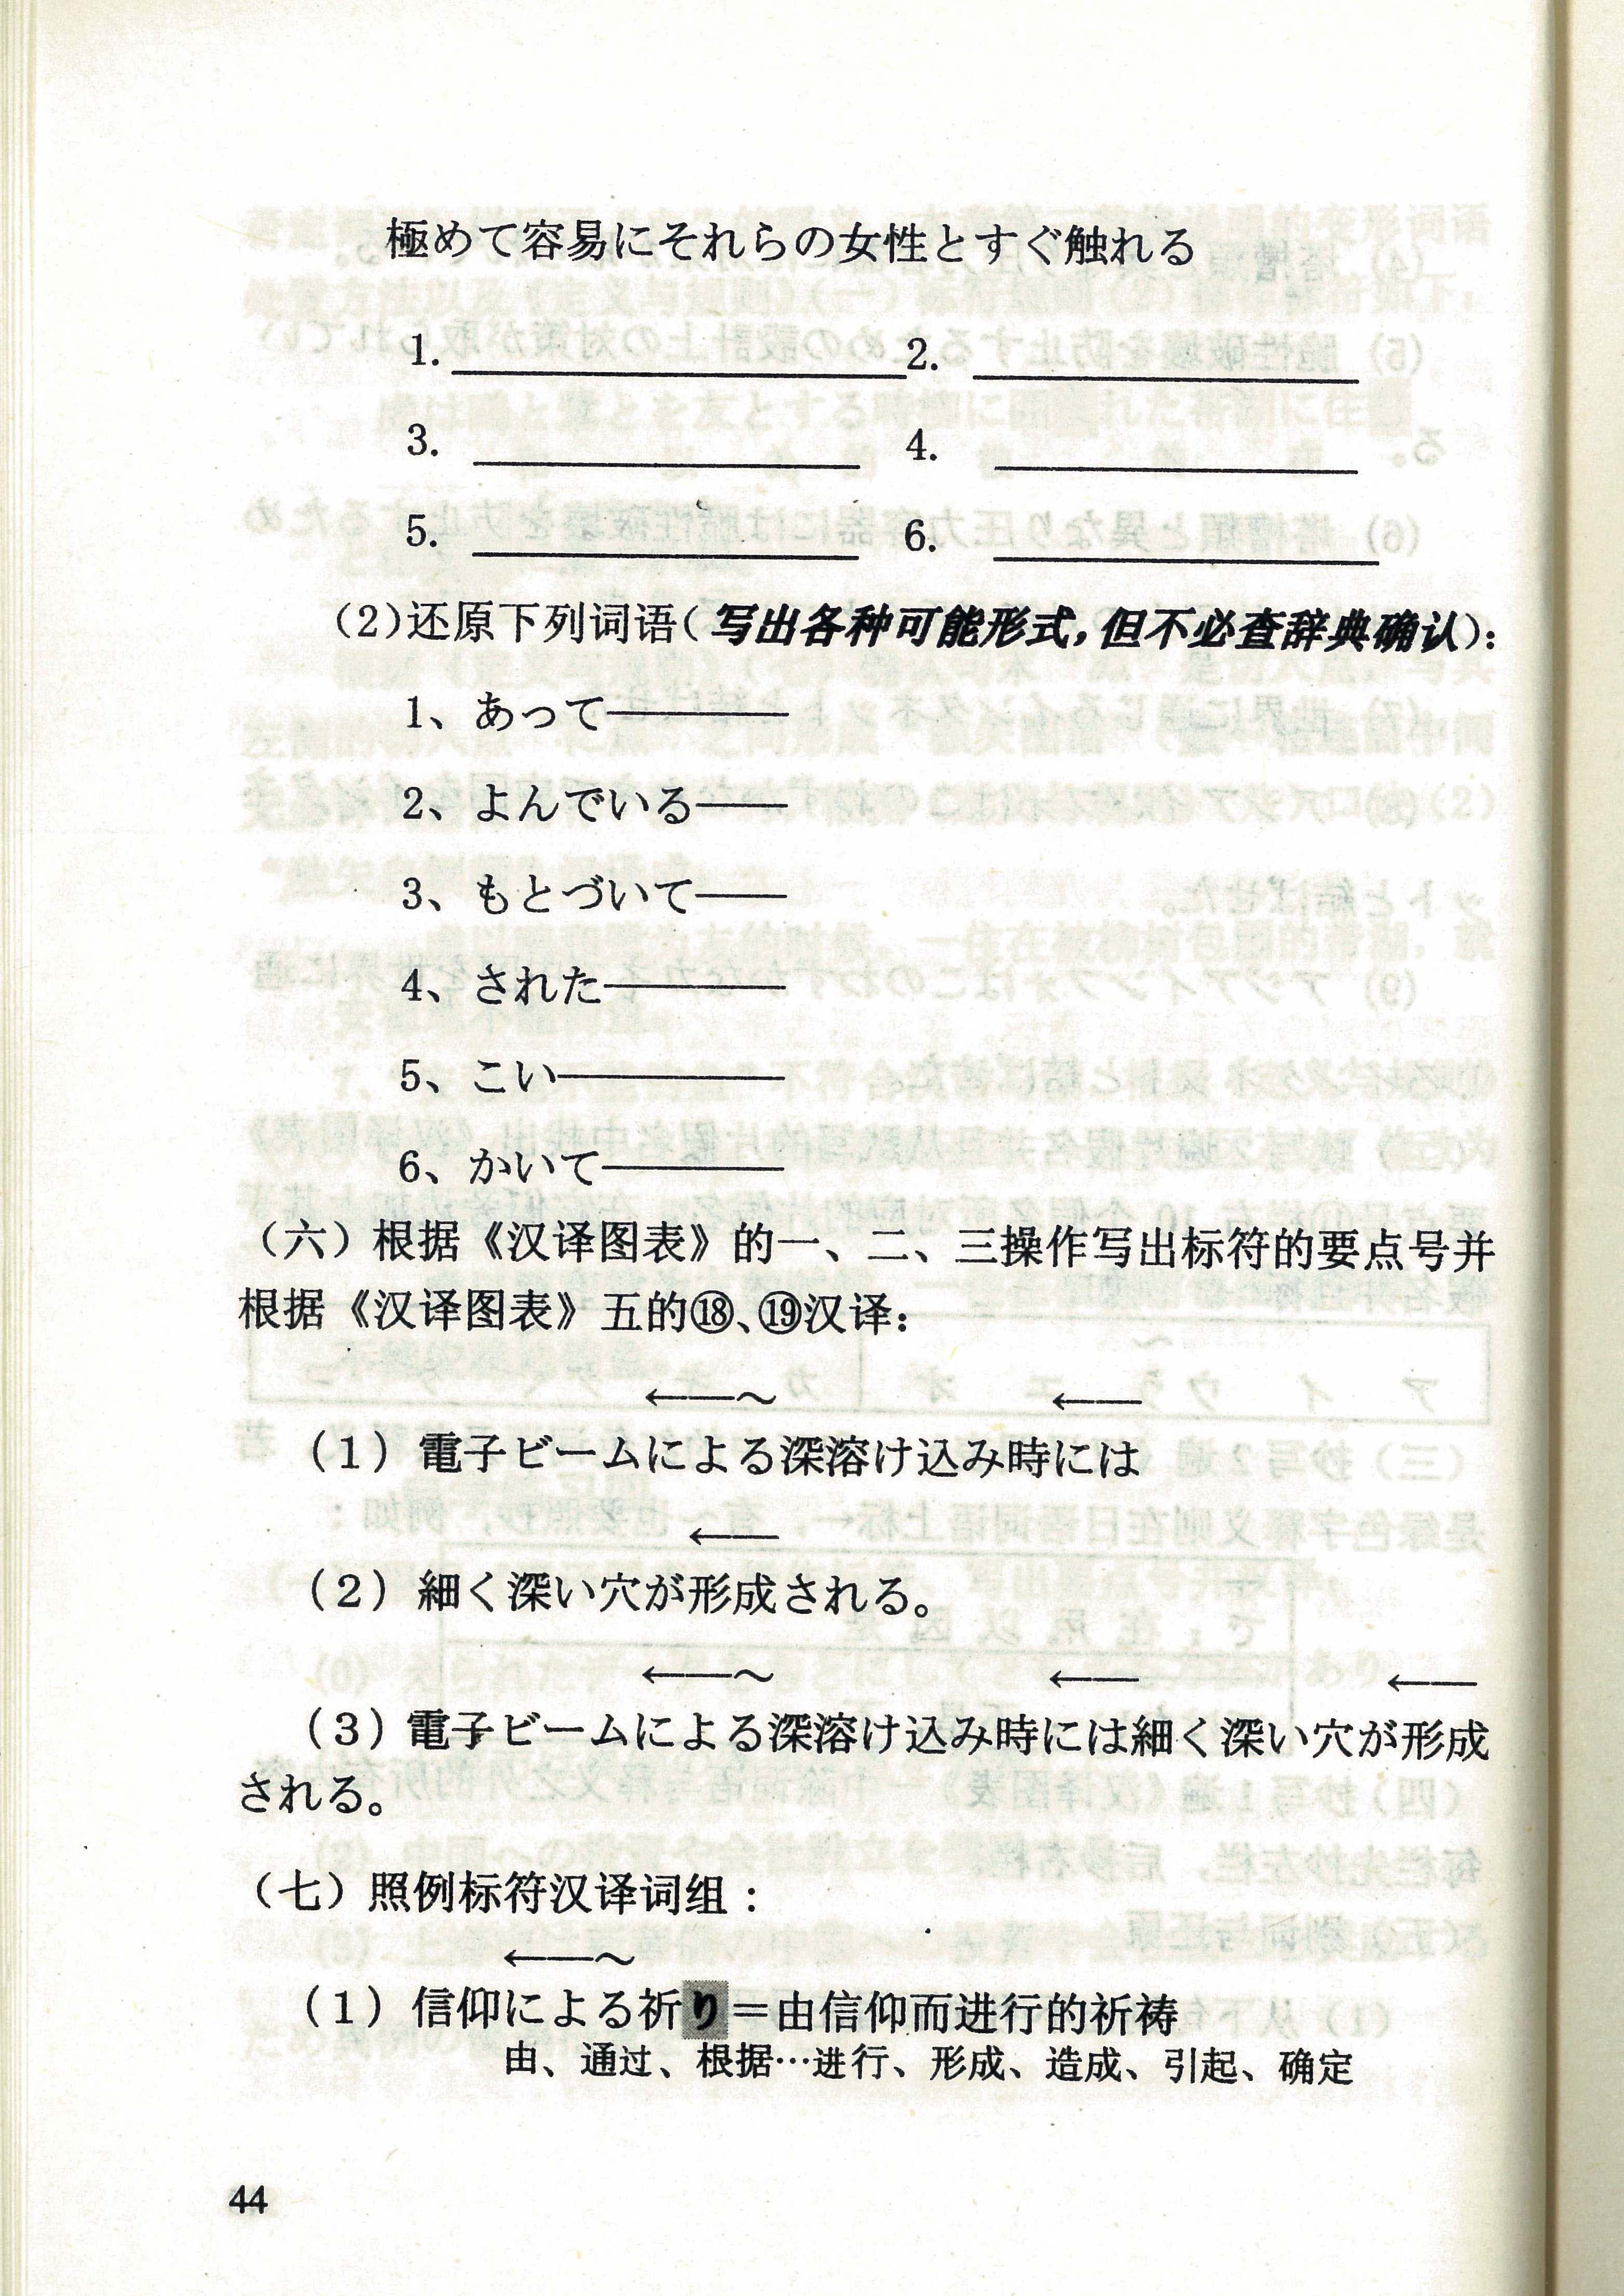 極めて容易にそれらの女性とすぐ触れる
1. 2.
3. 4.
5. 6.
(2)还原下列词语(写出各种可能形式,但不必查辞典确认):
1、あって————
2、よんでいる——
3、もとづいて——
4、された————
5、こい—————
6、かいて————
（六）根据《汉译图表》的一、二、三操作写出标符的要点号并
根据《汉译图表》五的⑱、⑲汉译：
←——～ ←——
（1）電子ビームによる深溶け込み時には
←——
（2）細く深い穴が形成される。
←——～ ←—— ←——
（3）電子ビームによる深溶け込み時には細く深い穴が形成
される。
（七）照例标符汉译词组：
←——～
（1）信仰による祈り＝由信仰而进行的祈祷
由、通过、根据…进行、形成、造成、引起、确定
44